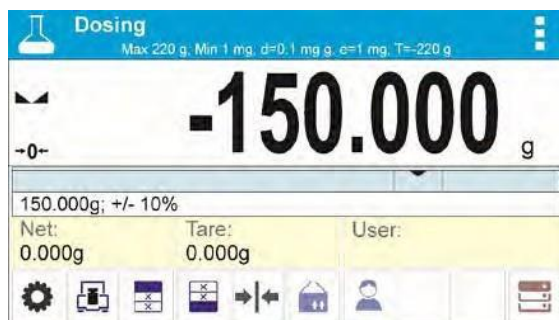 Dosing
Max 220 g; Min 1 mg, d=0.1 mg g, e=1 mg, T=-220 g
-150.000 g
→0←
150.000g; +/- 10%
Net: Tare: User:
0.000g 0.000g